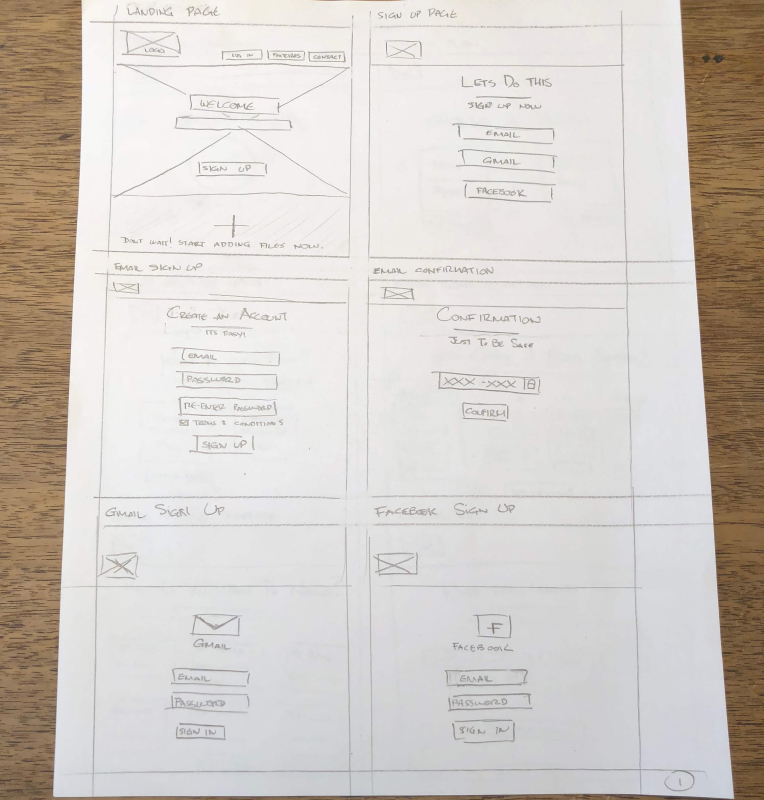 LANDING PAGE
LOGO
LOG IN FEATURES CONTACT
WELCOME
SIGN UP
DONT WAIT! START ADDING FILES NOW.
SIGN UP PAGE
LETS DO THIS
SIGN UP NOW
EMAIL
GMAIL
FACEBOOK
EMAIL SIGN UP
CREATE AN ACCOUNT
ITS EASY!
EMAIL
PASSWORD
RE-ENTER PASSWORD
TERMS & CONDITIONS
SIGN UP
EMAIL CONFIRMATION
CONFIRMATION
JUST TO BE SAFE
XXX-XXX
CONFIRM
GMAIL SIGN UP
GMAIL
EMAIL
PASSWORD
SIGN IN
FACEBOOK SIGN UP
F
FACEBOOK
EMAIL
PASSWORD
SIGN IN
1